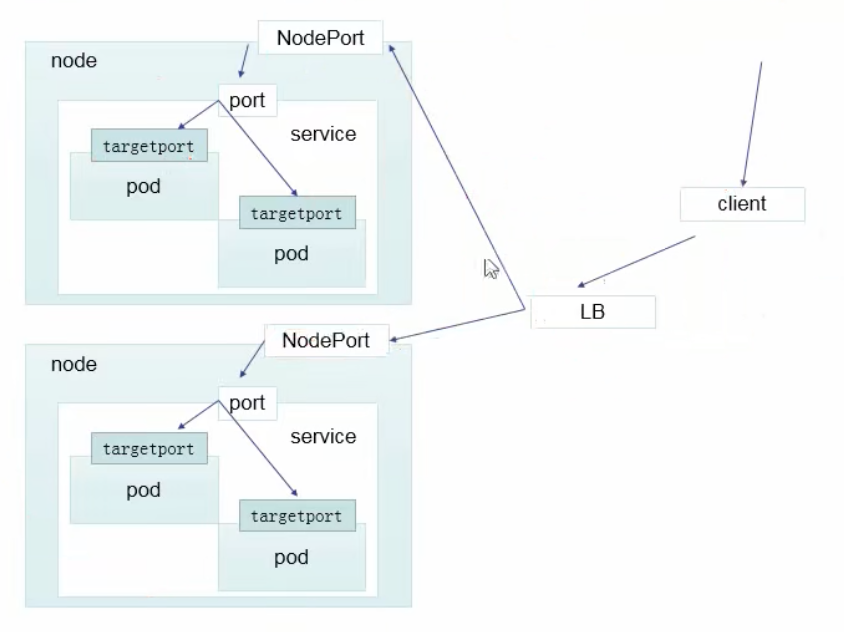 NodePort
node
port
service
targetport
pod
targetport
pod
client
LB
NodePort
node
port
service
targetport
pod
targetport
pod